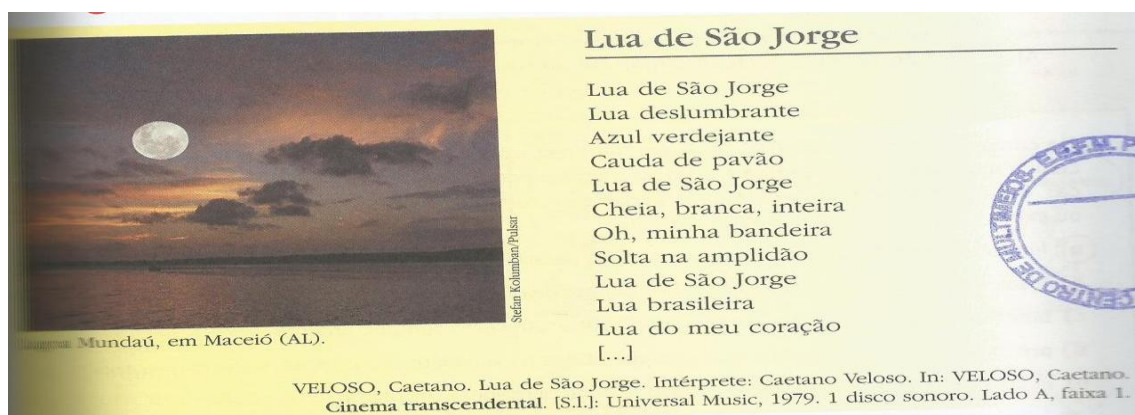 Lua de São Jorge
Lua de São Jorge
Lua deslumbrante
Azul verdejante
Cauda de pavão
Lua de São Jorge
Cheia, branca, inteira
Oh, minha bandeira
Solta na amplidão
Lua de São Jorge
Lua brasileira
Lua do meu coração
[...]
Stefan Kolumban/Pulsar
Mundaú, em Maceió (AL).
VELOSO, Caetano. Lua de São Jorge. Intérprete: Caetano Veloso. In: VELOSO, Caetano.
Cinema transcendental. [S.l.]: Universal Music, 1979. 1 disco sonoro. Lado A, faixa 1.
CENTRO DE MULTIMEIOS